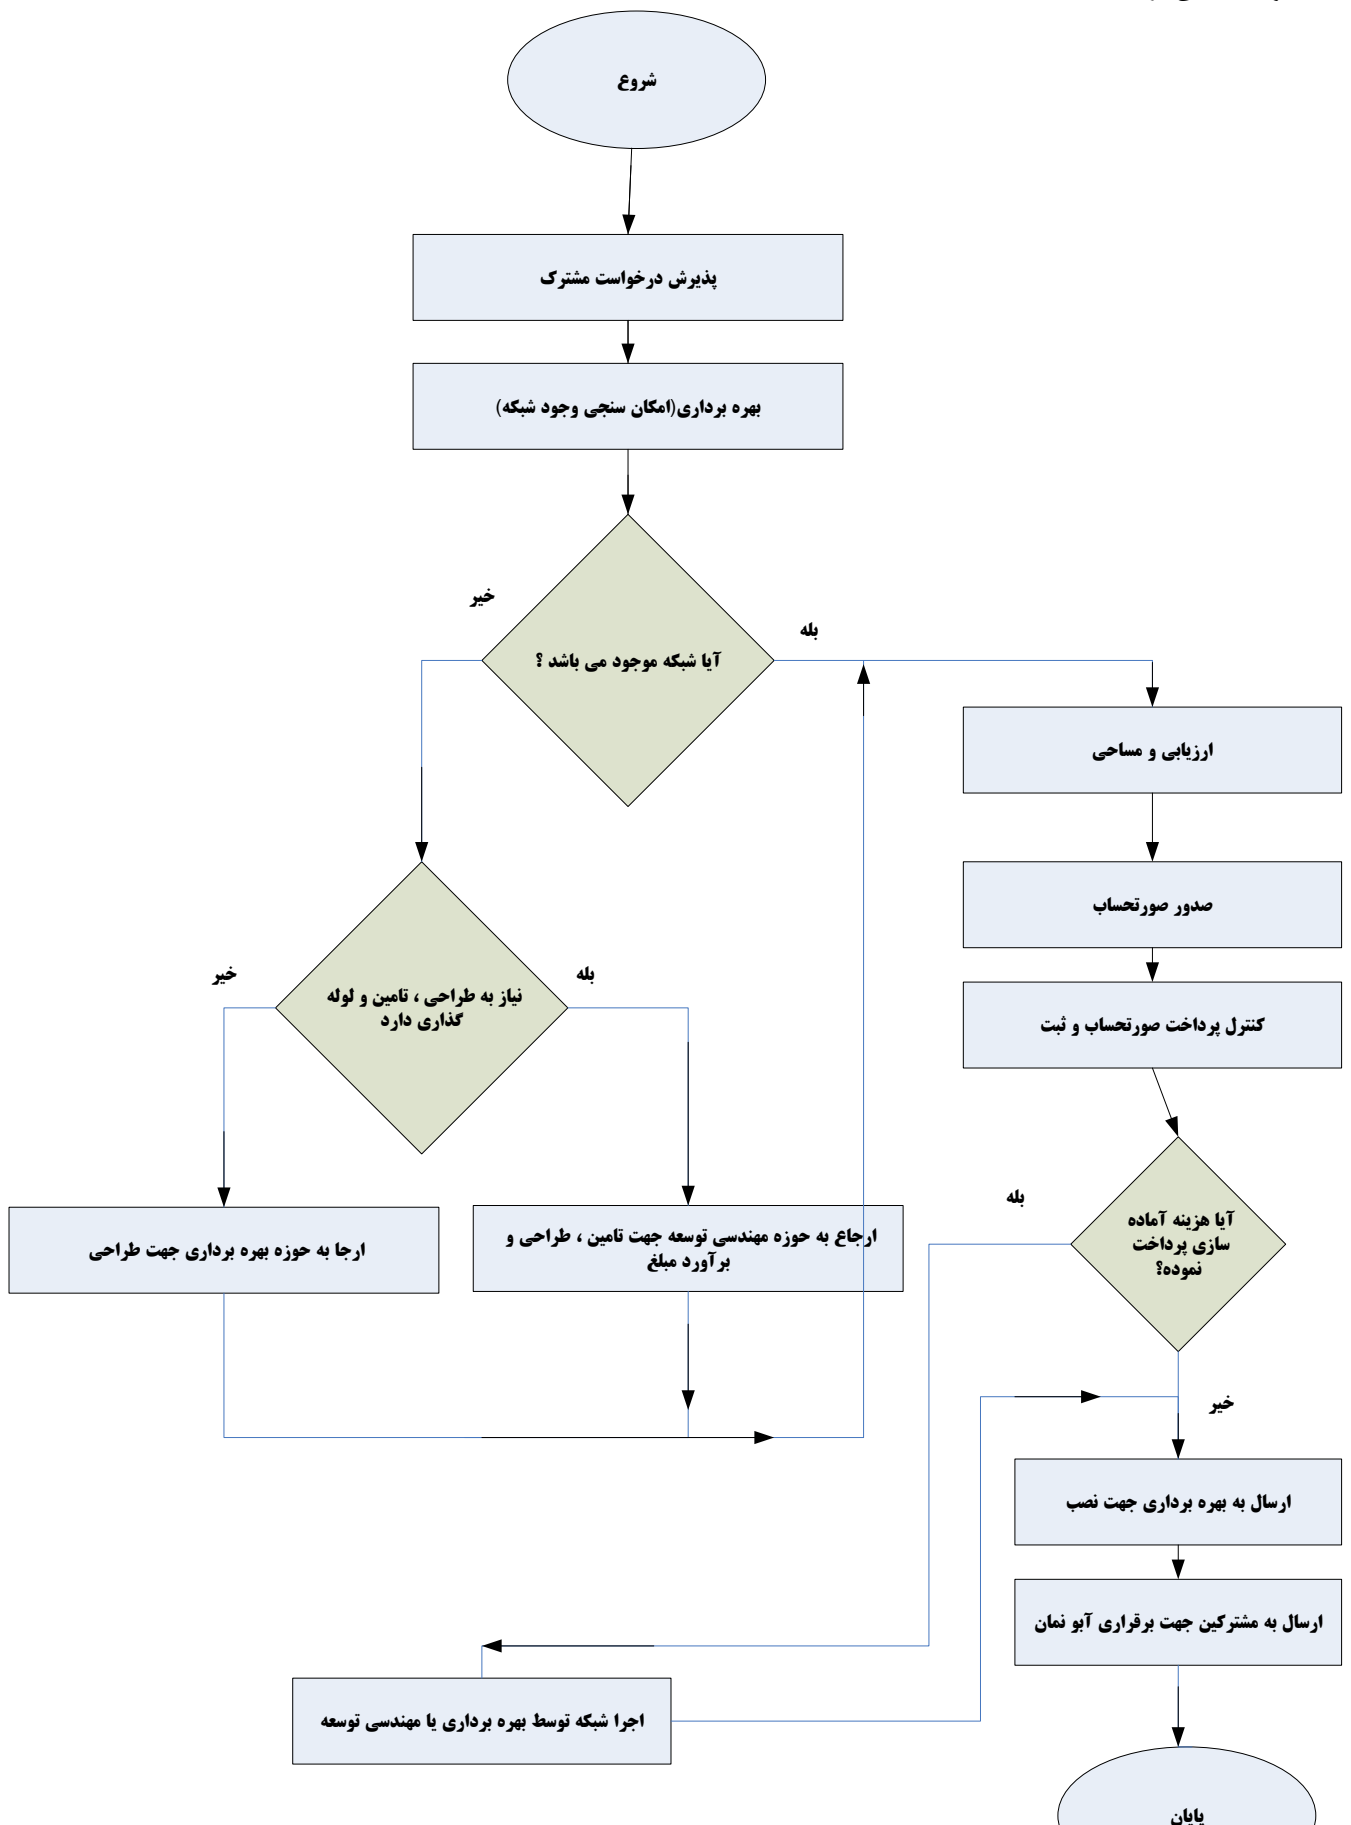 شروع
پذیرش درخواست مشترک
بهره برداری(امکان سنجی وجود شبکه)
خیر
بله
آیا شبکه موجود می باشد ؟
ارزیابی و مساحی
صدور صورتحساب
خیر
بله
نیاز به طراحی ، تامین و لوله
گذاری دارد
کنترل پرداخت صورتحساب و ثبت
بله
آیا هزینه آماده
سازی پرداخت
نموده؟
ارجاع به حوزه مهندسی توسعه جهت تامین ، طراحی و
برآورد مبلغ
ارجا به حوزه بهره برداری جهت طراحی
خیر
ارسال به بهره برداری جهت نصب
ارسال به مشترکین جهت برقراری آبو نمان
اجرا شبکه توسط بهره برداری یا مهندسی توسعه
پایان